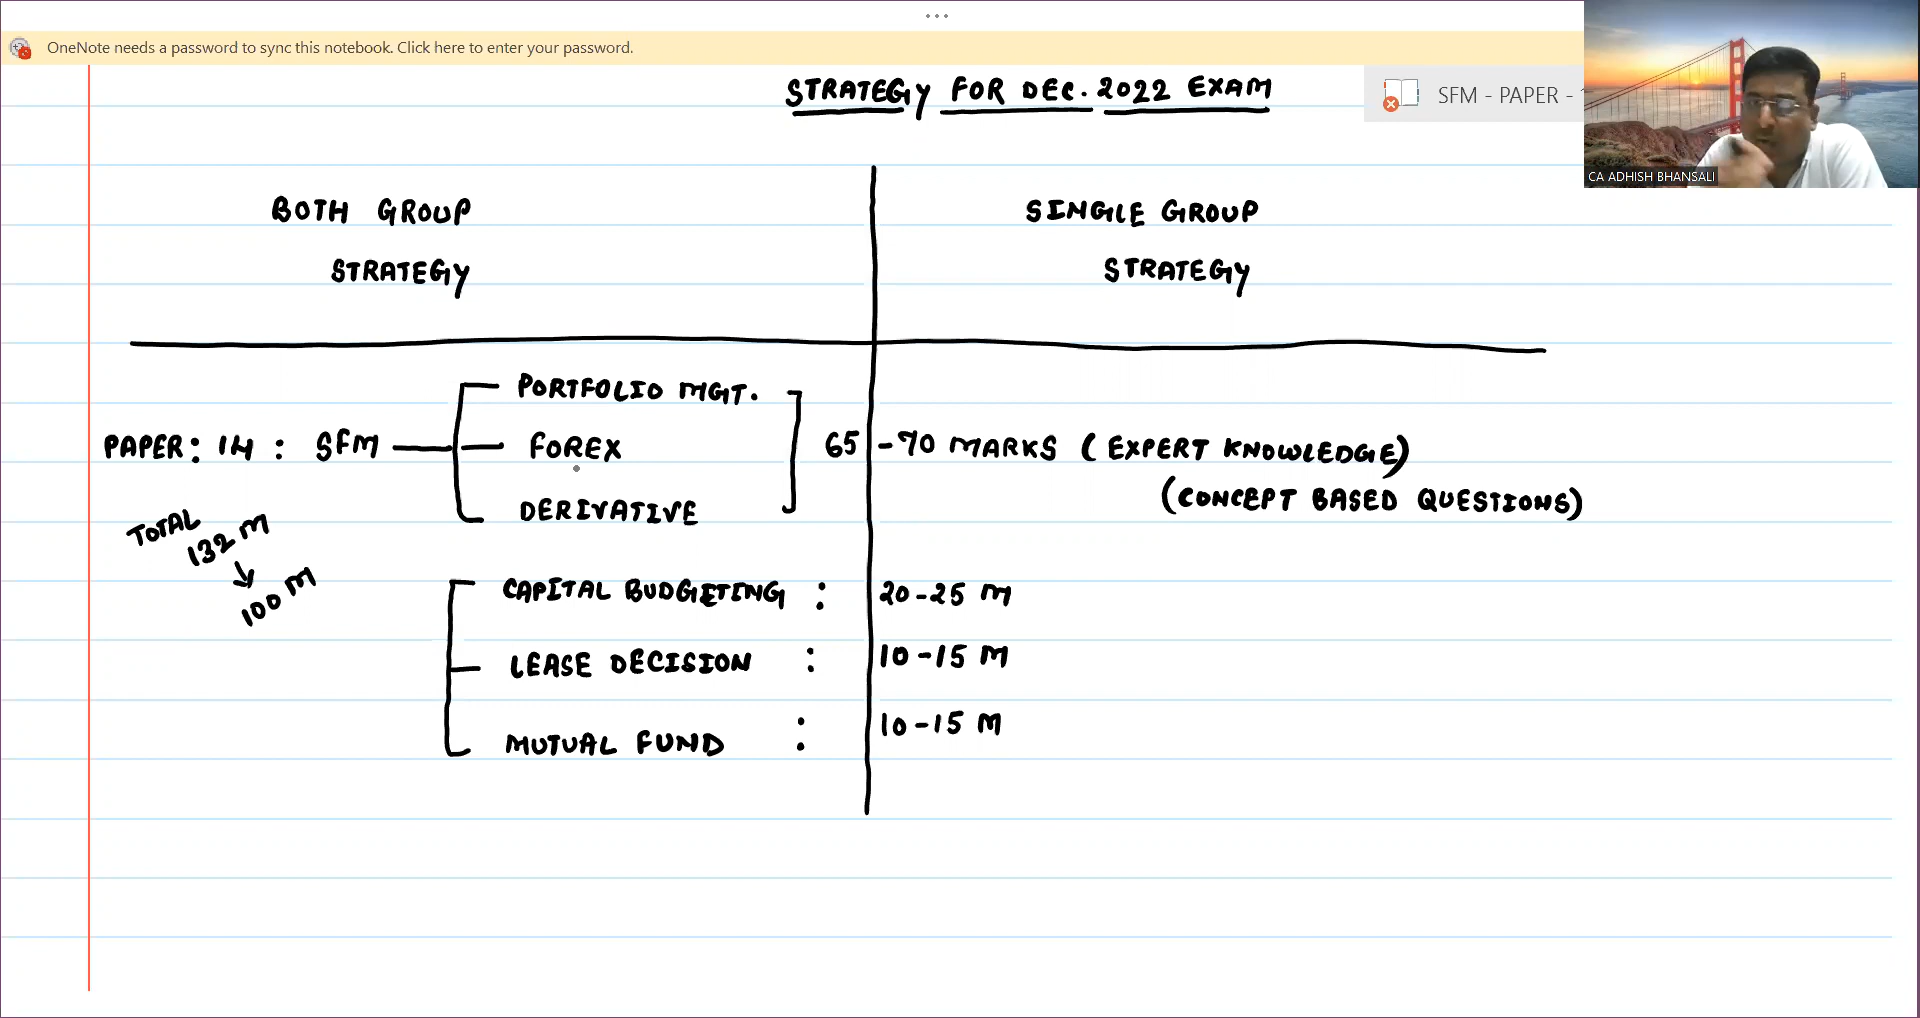 OneNote needs a password to sync this notebook. Click here to enter your password.
STRATEGY FOR DEC. 2022 EXAM
SFM - PAPER -
CA ADHISH BHANSALI
BOTH GROUP
STRATEGY
SINGLE GROUP
STRATEGY
PORTFOLIO MGT.
PAPER: 14 : SFM FOREX 65 -70 MARKS (EXPERT KNOWLEDGE)
(CONCEPT BASED QUESTIONS)
DERIVATIVE
TOTAL
132 M
100 M
CAPITAL BUDGETING : 20-25 M
LEASE DECISION : 10-15 M
MUTUAL FUND : 10-15 M